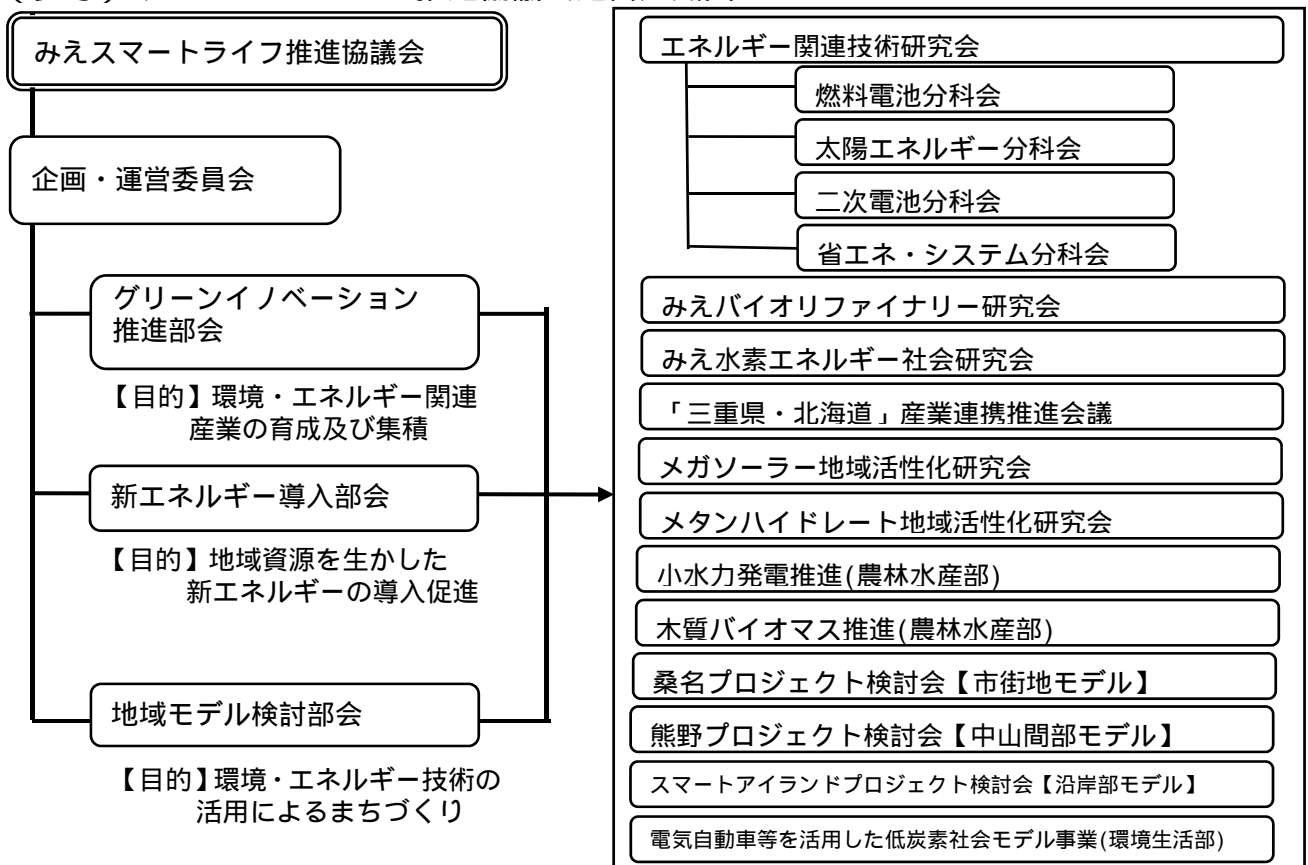 みえスマートライフ推進協議会
企画・運営委員会
グリーンイノベーション
推進部会
【目的】環境・エネルギー関連
産業の育成及び集積
新エネルギー導入部会
【目的】地域資源を生かした
新エネルギーの導入促進
地域モデル検討部会
【目的】環境・エネルギー技術の
活用によるまちづくり
エネルギー関連技術研究会
燃料電池分科会
太陽エネルギー分科会
二次電池分科会
省エネ・システム分科会
みえバイオリファイナリー研究会
みえ水素エネルギー社会研究会
「三重県・北海道」産業連携推進会議
メガソーラー地域活性化研究会
メタンハイドレート地域活性化研究会
小水力発電推進(農林水産部)
木質バイオマス推進(農林水産部)
桑名プロジェクト検討会【市街地モデル】
熊野プロジェクト検討会【中山間部モデル】
スマートアイランドプロジェクト検討会【沿岸部モデル】
電気自動車等を活用した低炭素社会モデル事業(環境生活部)